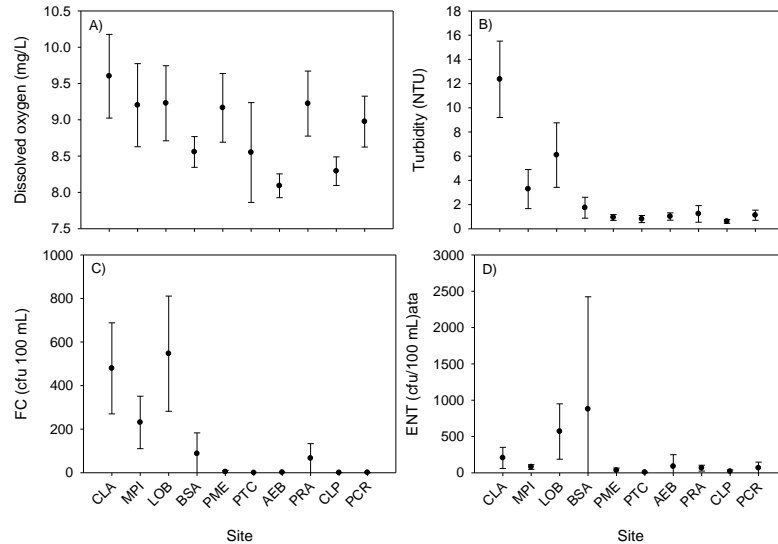 A)
Dissolved oxygen (mg/L)
10.5
10.0
9.5
9.0
8.5
8.0
7.5
B)
Turbidity (NTU)
18
16
14
12
10
8
6
4
2
0
C)
FC (cfu 100 mL)
1000
800
600
400
200
0
CLA
MPI
LOB
BSA
PME
PTC
AEB
PRA
CLP
PCR
Site
D)
ENT (cfu/100 mL)ata
3000
2500
2000
1500
1000
500
0
CLA
MPI
LOB
BSA
PME
PTC
AEB
PRA
CLP
PCR
Site